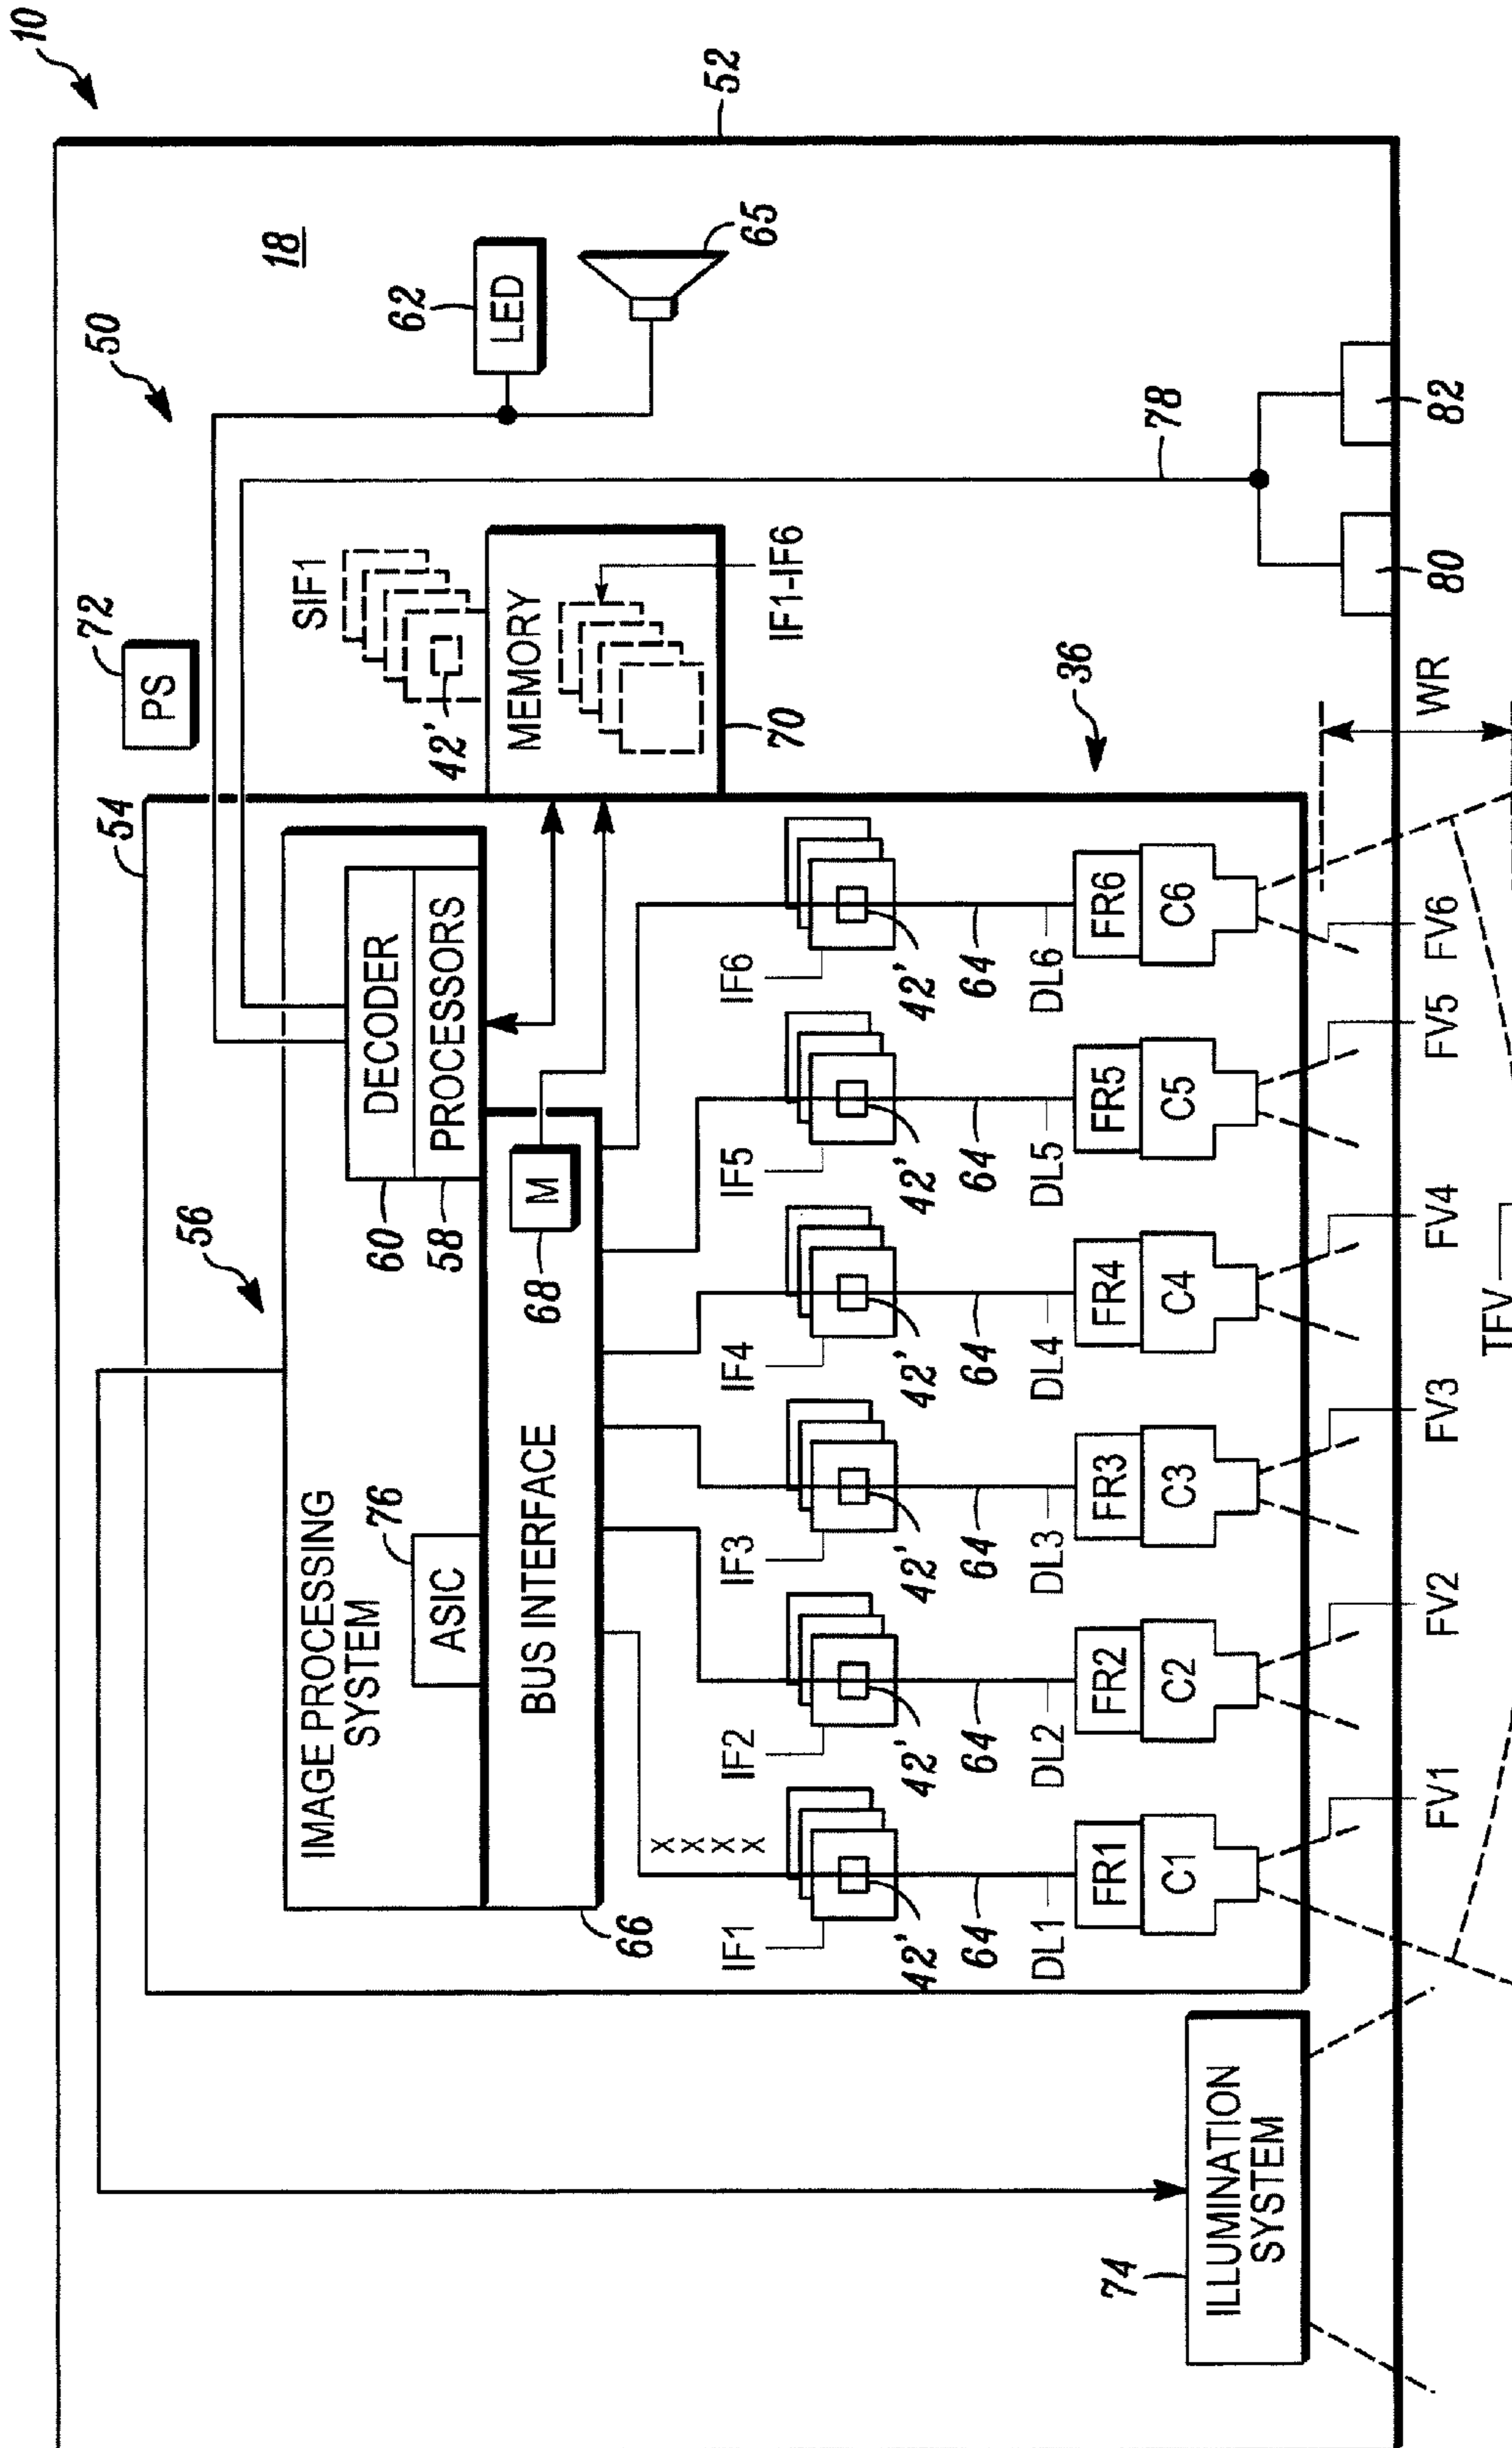 10
52
18
50
62
LED
65
72
PS
SIF1
42'
MEMORY
IF1-IF6
70
78
80
82
54
56
IMAGE PROCESSING
SYSTEM
DECODER
PROCESSORS
60
58
76
ASIC
BUS INTERFACE
M
68
66
36
X X X X
IF1
IF2
IF3
IF4
IF5
IF6
42'
42'
42'
42'
42'
42'
64
64
64
64
64
64
DL1
DL2
DL3
DL4
DL5
DL6
FR1
FR2
FR3
FR4
FR5
FR6
C1
C2
C3
C4
C5
C6
74
ILLUMINATION
SYSTEM
WR
FV1
FV2
FV3
FV4
FV5
FV6
TFV